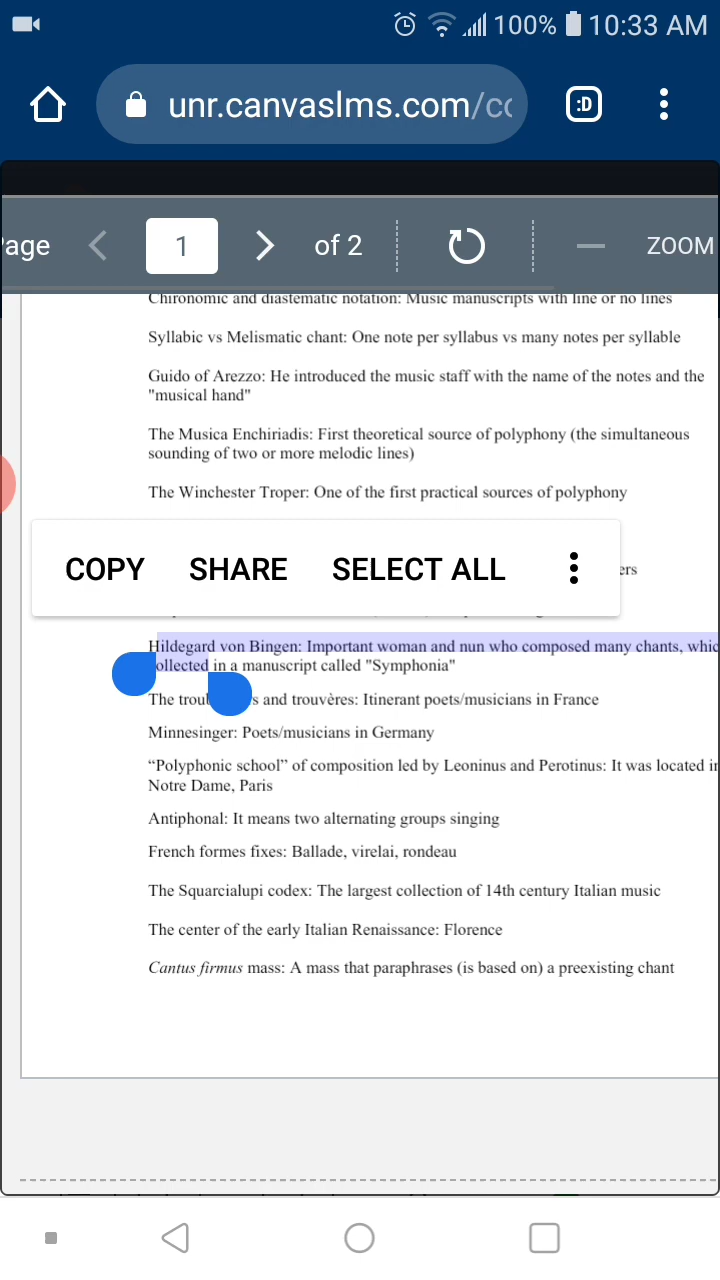 100% 10:33 AM
unr.canvaslms.com/cc
:D
age
1
of 2
ZOOM
Chironomic and diastematic notation: Music manuscripts with line or no lines
Syllabic vs Melismatic chant: One note per syllabus vs many notes per syllable
Guido of Arezzo: He introduced the music staff with the name of the notes and the
"musical hand"
The Musica Enchiriadis: First theoretical source of polyphony (the simultaneous
sounding of two or more melodic lines)
The Winchester Troper: One of the first practical sources of polyphony
COPY SHARE SELECT ALL
ers
Hildegard von Bingen: Important woman and nun who composed many chants, whic
ollected in a manuscript called "Symphonia"
The trou s and trouvères: Itinerant poets/musicians in France
Minnesinger: Poets/musicians in Germany
“Polyphonic school” of composition led by Leoninus and Perotinus: It was located in
Notre Dame, Paris
Antiphonal: It means two alternating groups singing
French formes fixes: Ballade, virelai, rondeau
The Squarcialupi codex: The largest collection of 14th century Italian music
The center of the early Italian Renaissance: Florence
Cantus firmus mass: A mass that paraphrases (is based on) a preexisting chant